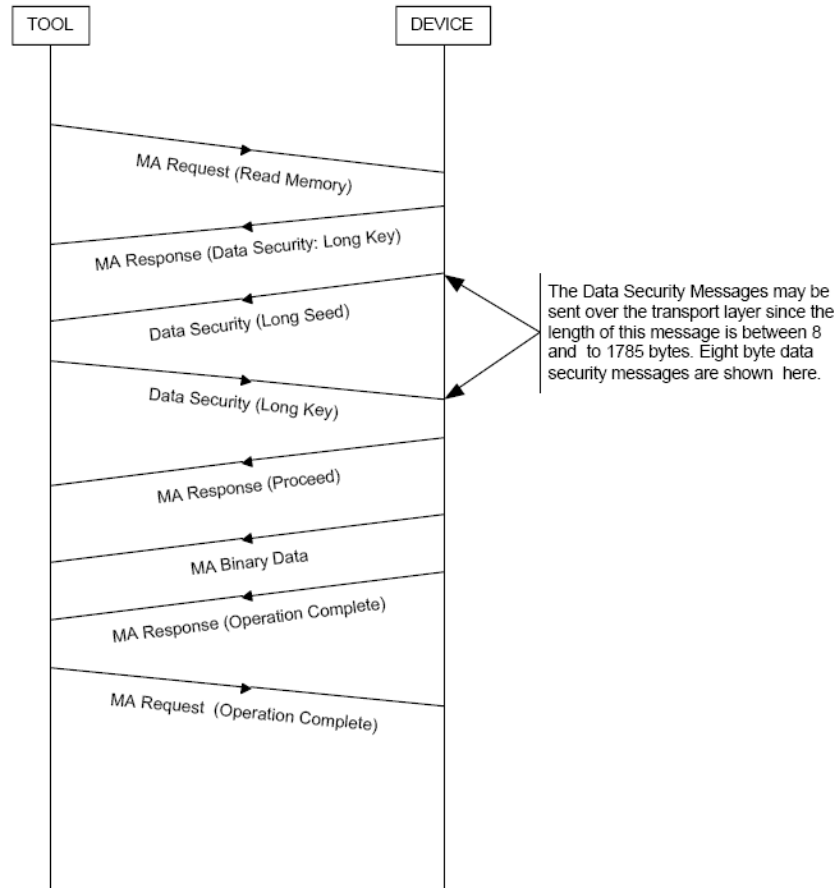 TOOL
DEVICE
MA Request (Read Memory)
MA Response (Data Security: Long Key)
Data Security (Long Seed)
The Data Security Messages may be
sent over the transport layer since the
length of this message is between 8
and  to 1785 bytes. Eight byte data
security messages are shown  here.
Data Security (Long Key)
MA Response (Proceed)
MA Binary Data
MA Response (Operation Complete)
MA Request  (Operation Complete)